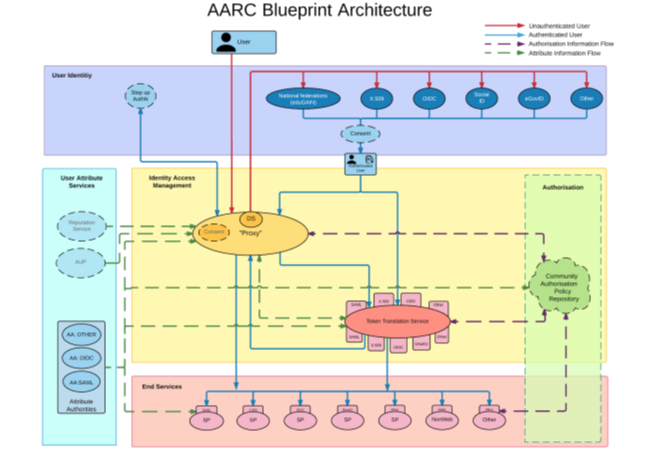 AARC Blueprint Architecture
User
Unauthenticated User
Authenticated User
Authorisation Information Flow
Attribute Information Flow
User Identitiy
Step up
AuthN
National federations
(eduGAIN)
X.509
OIDC
Social
ID
eGovID
Other
Consent
Authenticated
User
User Attribute
Services
Identity Access
Management
Authorisation
Reputation
Service
DS
Consent
"Proxy"
AUP
Community
Authorisation
Policy
Repository
SAML
X.509
OIDC
Other
Token Translation Service
SAML
X.509
OIDC
Other
AA: OTHER
AA: OIDC
AA:SAML
Attribute
Authorities
End Services
SP
SP
SP
SP
SP
NonWeb
Other